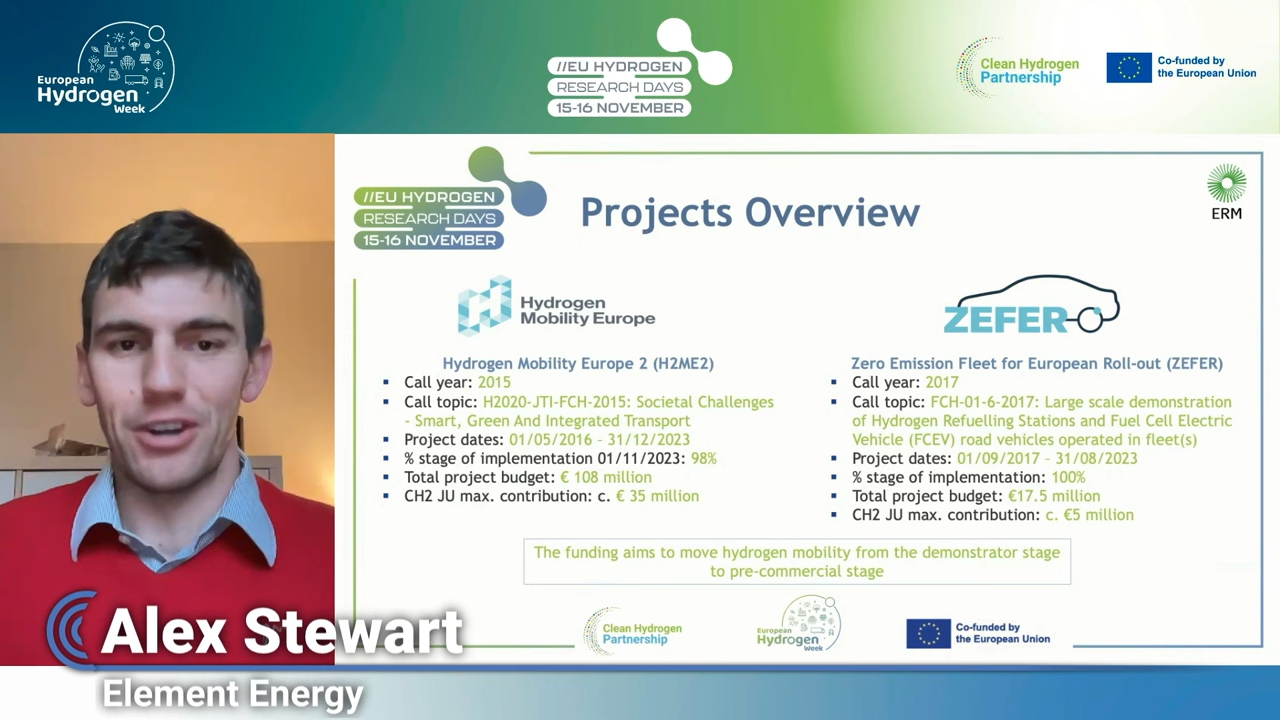 European
Hydrogen
Week
//EU HYDROGEN
RESEARCH DAYS
15-16 NOVEMBER
Clean Hydrogen
Partnership
Co-funded by
the European Union
//EU HYDROGEN
RESEARCH DAYS
15-16 NOVEMBER
Projects Overview
ERM
Hydrogen
Mobility Europe
Hydrogen Mobility Europe 2 (H2ME2)
▪ Call year: 2015
▪ Call topic: H2020-JTI-FCH-2015: Societal Challenges
- Smart, Green And Integrated Transport
▪ Project dates: 01/05/2016 – 31/12/2023
▪ % stage of implementation 01/11/2023: 98%
▪ Total project budget: € 108 million
▪ CH2 JU max. contribution: c. € 35 million
ZEFER
Zero Emission Fleet for European Roll-out (ZEFER)
▪ Call year: 2017
▪ Call topic: FCH-01-6-2017: Large scale demonstration
of Hydrogen Refuelling Stations and Fuel Cell Electric
Vehicle (FCEV) road vehicles operated in fleet(s)
▪ Project dates: 01/09/2017 – 31/08/2023
▪ % stage of implementation: 100%
▪ Total project budget: €17.5 million
▪ CH2 JU max. contribution: c. €5 million
The funding aims to move hydrogen mobility from the demonstrator stage
to pre-commercial stage
Clean Hydrogen
Partnership
European
Hydrogen
Week
Co-funded by
the European Union
Alex Stewart
Element Energy